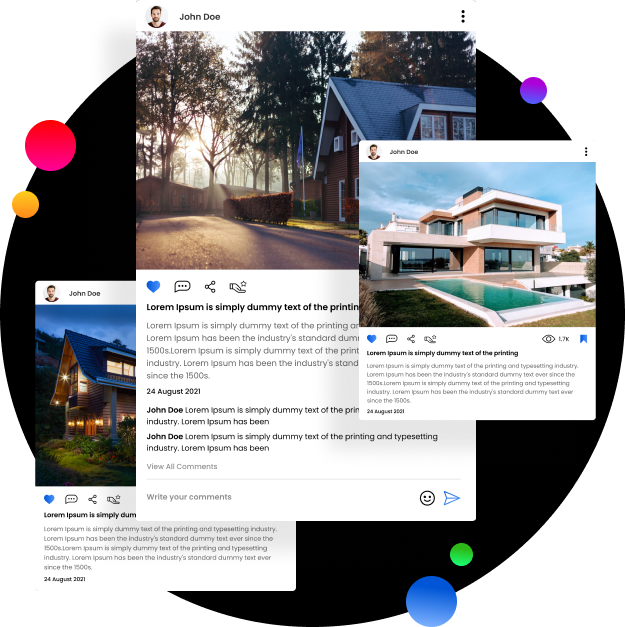 John Doe
Lorem Ipsum is simply dummy text of the printin
Lorem Ipsum is simply dummy text of the printing ar
Lorem Ipsum has been the industry's standard dumm
1500s.Lorem Ipsum is simply dummy text of the print
Lorem Ipsum has been the industry's standard
since the 1500s.
24 August 2021
John Doe Lorem Ipsum is simply dummy text of the prin
industry. Lorem Ipsum has been
John Doe Lorem Ipsum is simply dummy text of the printing and typesetting
industry. Lorem Ipsum has been
View All Comments
Write your comments
John Doe
1.7K
Lorem Ipsum is simply dummy text of the printing
Lorem Ipsum is simply dummy text of the printing and typesetting industry.
Lorem Ipsum has been the industry's standard dummy text ever since the
1500s.Lorem Ipsum is simply dummy text of the printing and typesetting
industry. Lorem Ipsum has been the industry's standard dummy text ever
since the 1500s.
24 August 2021
John Doe
Lorem Ipsum is simply dum
Lorem Ipsum is simply dummy text of the printing and typesetting industry.
Lorem Ipsum has been the industry's standard dummy text ever since the
1500s.Lorem Ipsum is simply dummy text of the printing and typesetting
industry. Lorem Ipsum has been the industry's standard dummy text ever
since the 1500s.
24 August 2021